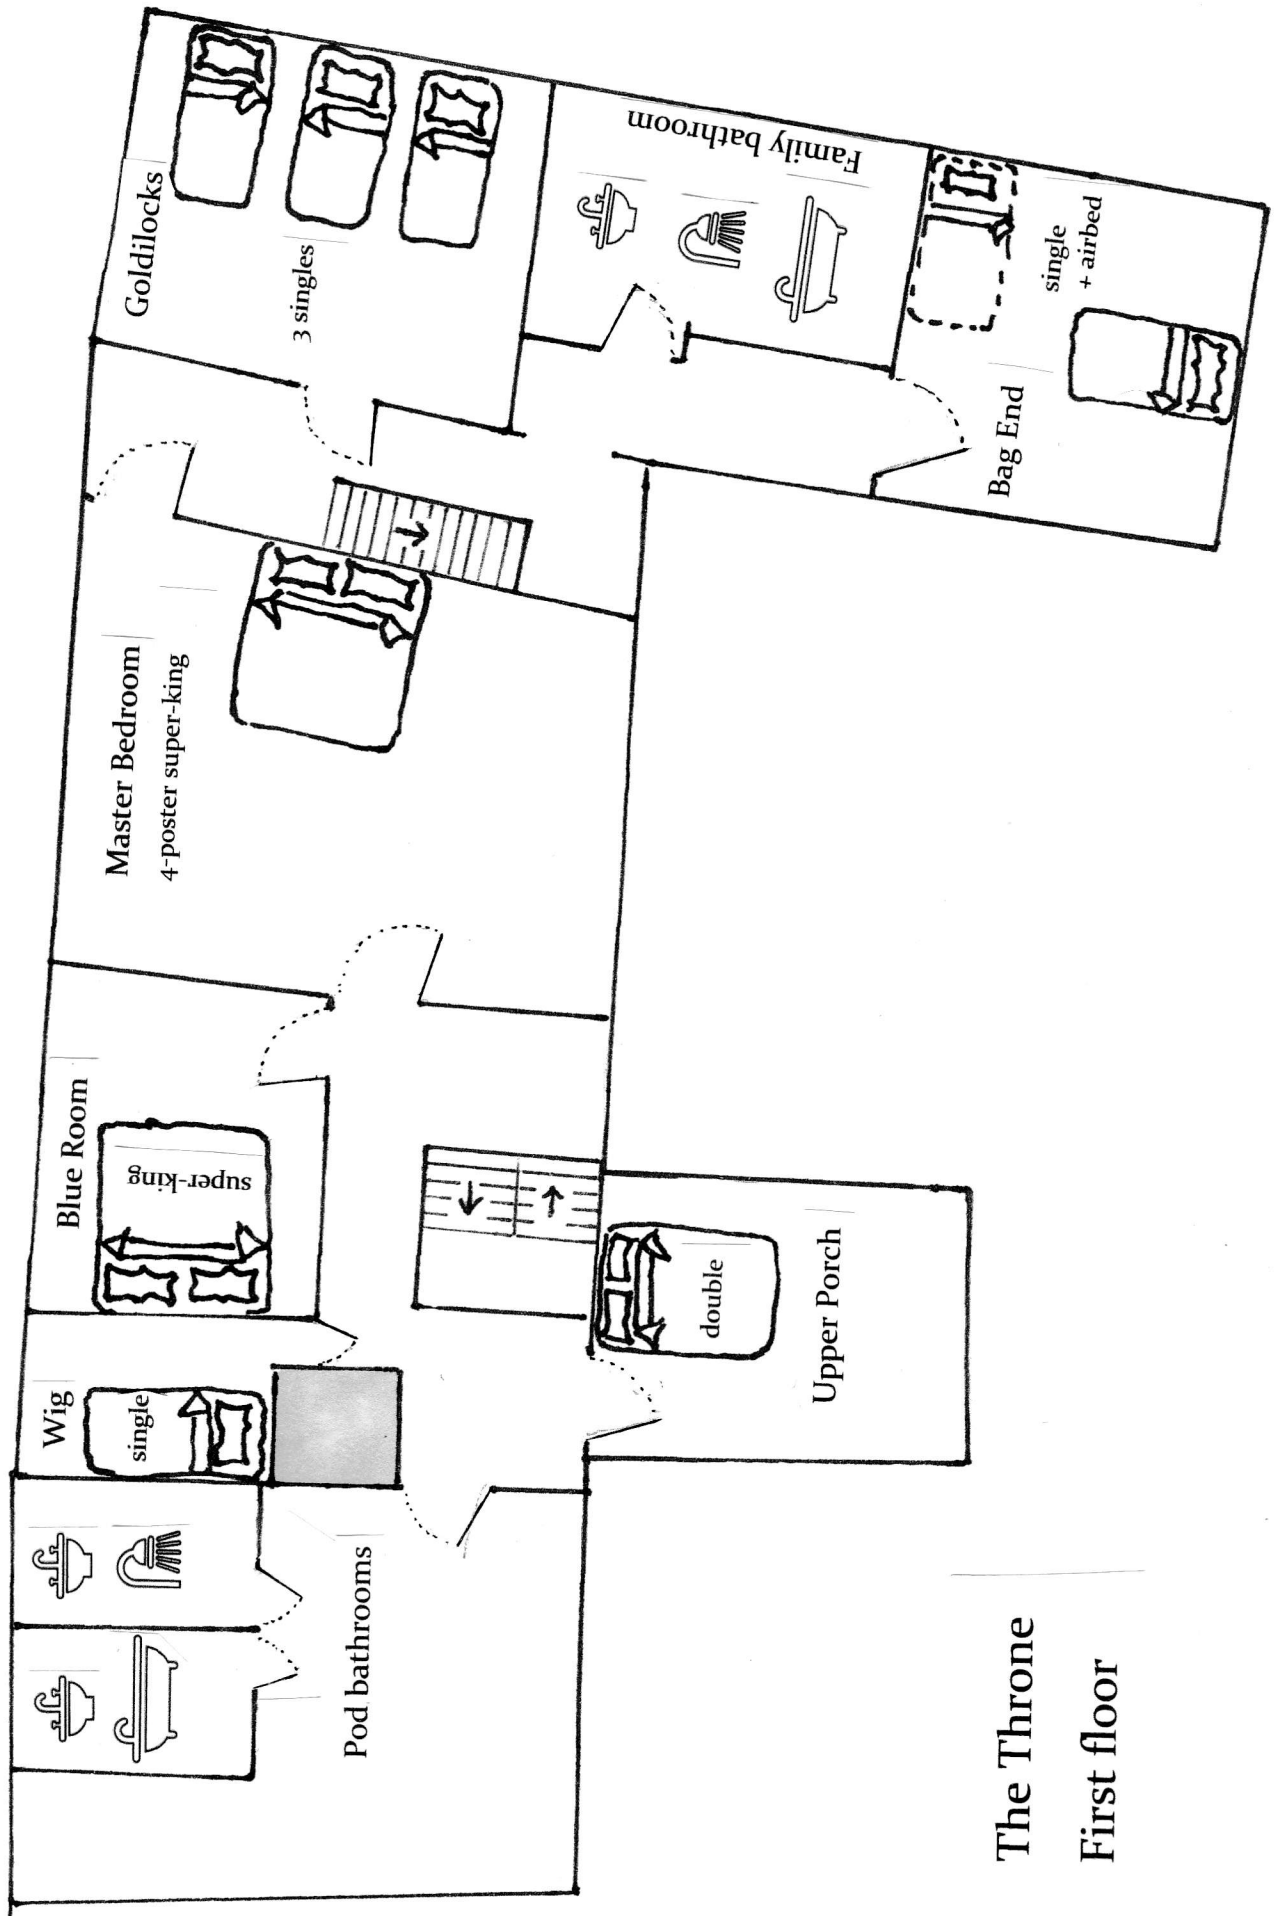 Goldilocks
3 singles
Family bathroom
single
+ airbed
Bag End
Master Bedroom
4-poster super-king
Blue Room
super-king
Wig
single
double
Upper Porch
Pod bathrooms
The Throne
First floor